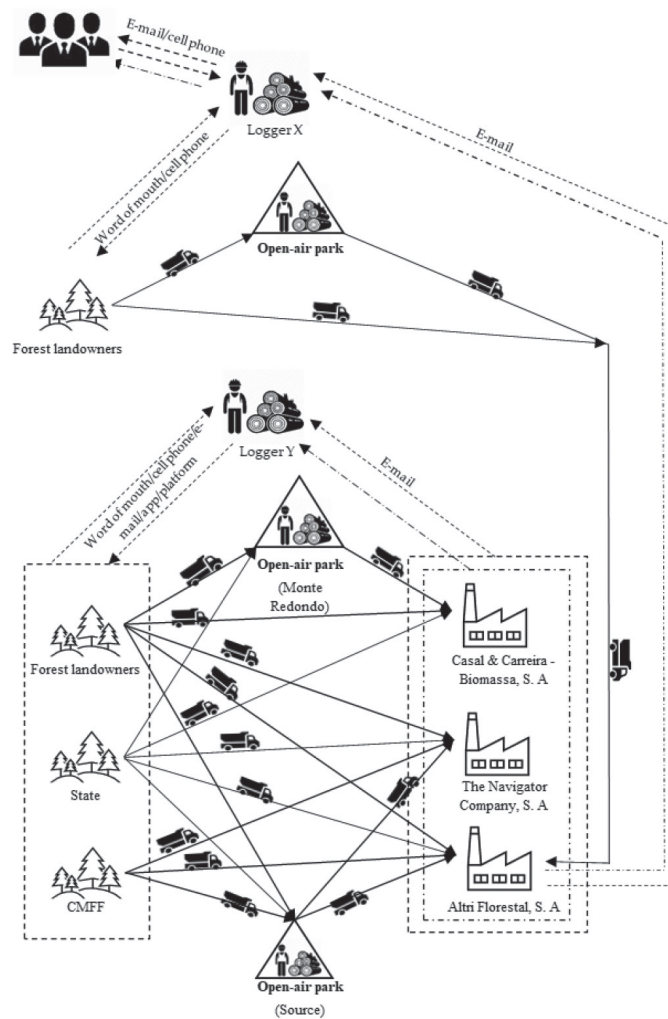 E-mail/cell phone
Logger X
E-mail
Word of mouth/cell phone
Open-air park
Forest landowners
Logger Y
Word of mouth/cell phone/e-
mail/app/platform
E-mail
Open-air park
(Monte
Redondo)
Forest landowners
Casal & Carreira -
Biomassa, S. A
State
The Navigator
Company, S. A
CMFF
Altri Florestal, S. A
Open-air park
(Source)